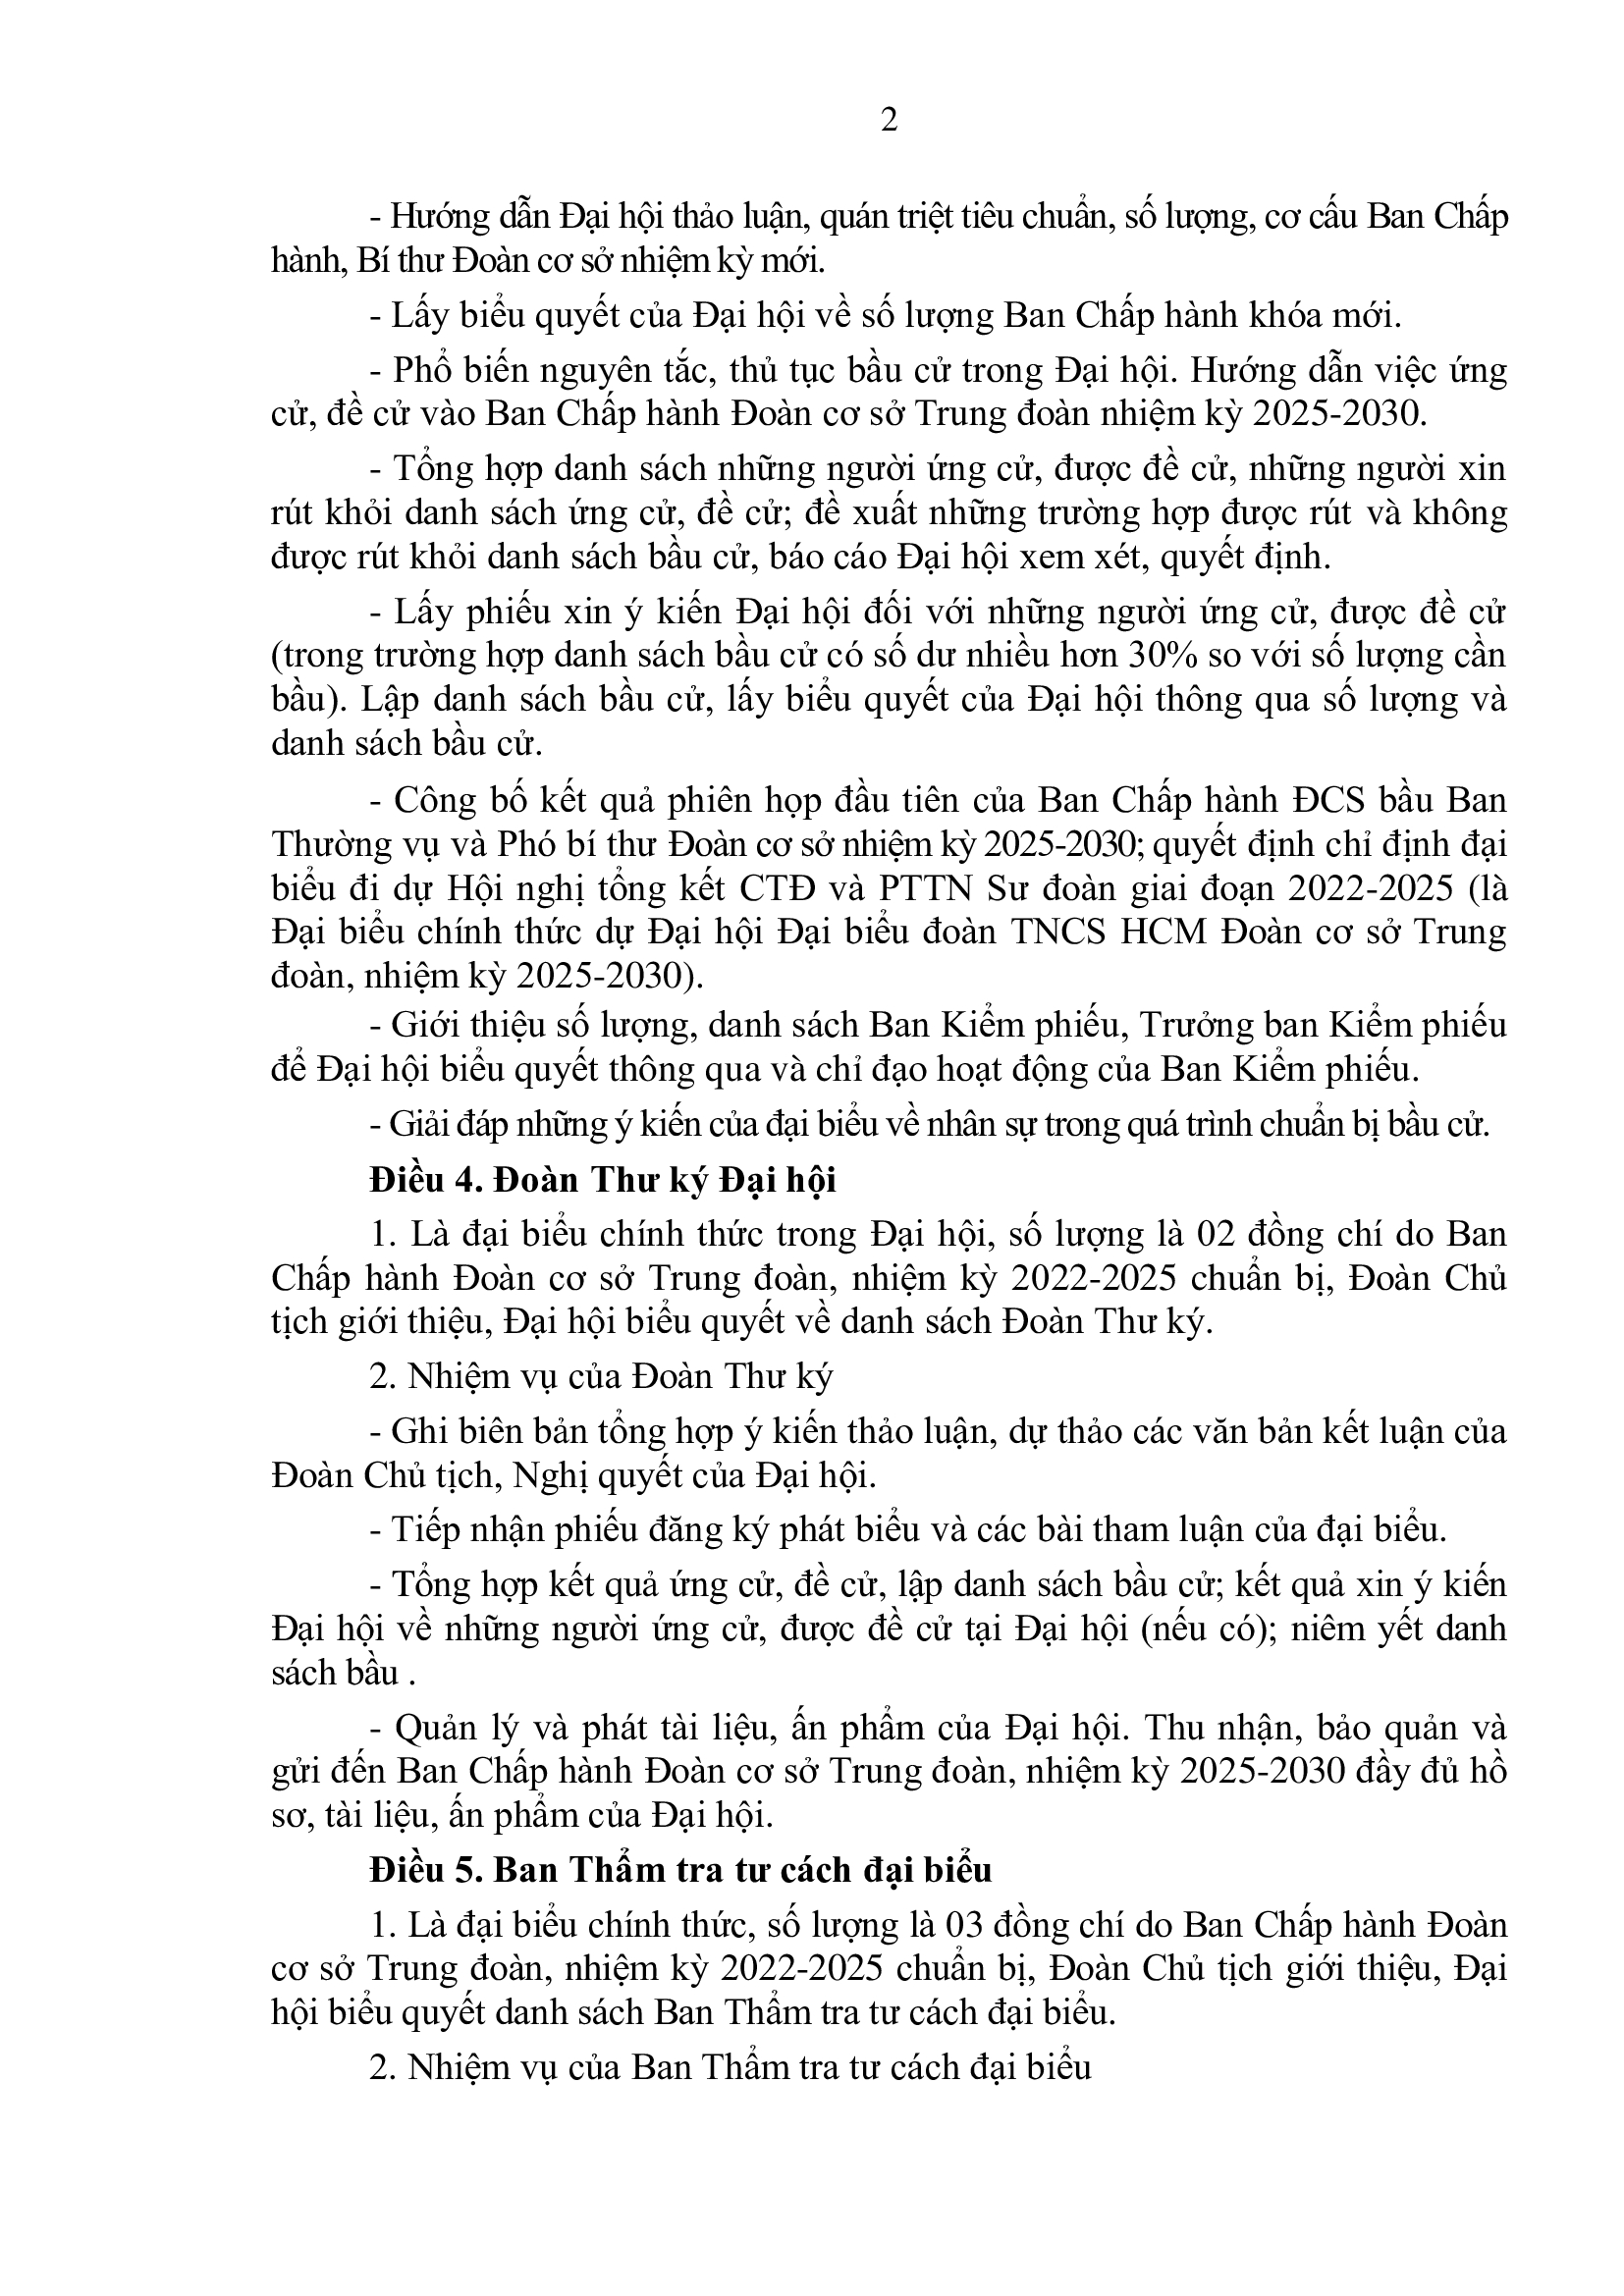 2
- Hướng dẫn Đại hội thảo luận, quán triệt tiêu chuẩn, số lượng, cơ cấu Ban Chấp
hành, Bí thư Đoàn cơ sở nhiệm kỳ mới.
- Lấy biểu quyết của Đại hội về số lượng Ban Chấp hành khóa mới.
- Phổ biến nguyên tắc, thủ tục bầu cử trong Đại hội. Hướng dẫn việc ứng
cử, đề cử vào Ban Chấp hành Đoàn cơ sở Trung đoàn nhiệm kỳ 2025-2030.
- Tổng hợp danh sách những người ứng cử, được đề cử, những người xin
rút khỏi danh sách ứng cử, đề cử; đề xuất những trường hợp được rút và không
được rút khỏi danh sách bầu cử, báo cáo Đại hội xem xét, quyết định.
- Lấy phiếu xin ý kiến Đại hội đối với những người ứng cử, được đề cử
(trong trường hợp danh sách bầu cử có số dư nhiều hơn 30% so với số lượng cần
bầu). Lập danh sách bầu cử, lấy biểu quyết của Đại hội thông qua số lượng và
danh sách bầu cử.
- Công bố kết quả phiên họp đầu tiên của Ban Chấp hành ĐCS bầu Ban
Thường vụ và Phó bí thư Đoàn cơ sở nhiệm kỳ 2025-2030; quyết định chỉ định đại
biểu đi dự Hội nghị tổng kết CTĐ và PTTN Sư đoàn giai đoạn 2022-2025 (là
Đại biểu chính thức dự Đại hội Đại biểu đoàn TNCS HCM Đoàn cơ sở Trung
đoàn, nhiệm kỳ 2025-2030).
- Giới thiệu số lượng, danh sách Ban Kiểm phiếu, Trưởng ban Kiểm phiếu
để Đại hội biểu quyết thông qua và chỉ đạo hoạt động của Ban Kiểm phiếu.
- Giải đáp những ý kiến của đại biểu về nhân sự trong quá trình chuẩn bị bầu cử.
Điều 4. Đoàn Thư ký Đại hội
1. Là đại biểu chính thức trong Đại hội, số lượng là 02 đồng chí do Ban
Chấp hành Đoàn cơ sở Trung đoàn, nhiệm kỳ 2022-2025 chuẩn bị, Đoàn Chủ
tịch giới thiệu, Đại hội biểu quyết về danh sách Đoàn Thư ký.
2. Nhiệm vụ của Đoàn Thư ký
- Ghi biên bản tổng hợp ý kiến thảo luận, dự thảo các văn bản kết luận của
Đoàn Chủ tịch, Nghị quyết của Đại hội.
- Tiếp nhận phiếu đăng ký phát biểu và các bài tham luận của đại biểu.
- Tổng hợp kết quả ứng cử, đề cử, lập danh sách bầu cử; kết quả xin ý kiến
Đại hội về những người ứng cử, được đề cử tại Đại hội (nếu có); niêm yết danh
sách bầu .
- Quản lý và phát tài liệu, ấn phẩm của Đại hội. Thu nhận, bảo quản và
gửi đến Ban Chấp hành Đoàn cơ sở Trung đoàn, nhiệm kỳ 2025-2030 đầy đủ hồ
sơ, tài liệu, ấn phẩm của Đại hội.
Điều 5. Ban Thẩm tra tư cách đại biểu
1. Là đại biểu chính thức, số lượng là 03 đồng chí do Ban Chấp hành Đoàn
cơ sở Trung đoàn, nhiệm kỳ 2022-2025 chuẩn bị, Đoàn Chủ tịch giới thiệu, Đại
hội biểu quyết danh sách Ban Thẩm tra tư cách đại biểu.
2. Nhiệm vụ của Ban Thẩm tra tư cách đại biểu